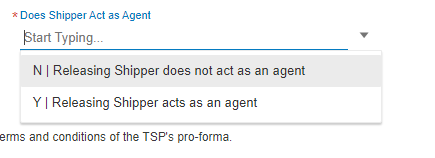 * Does Shipper Act as Agent
Start Typing...
N | Releasing Shipper does not act as an agent
Y | Releasing Shipper acts as an agent
erms and conditions of the TSP's pro-forma.